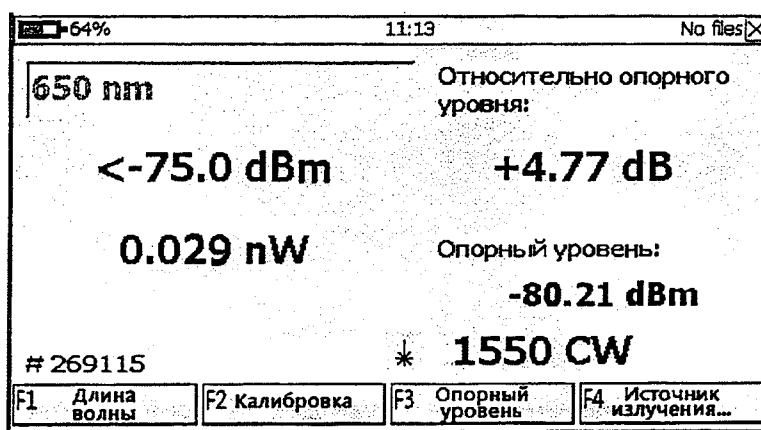 64% 11:13 No files
650 nm
Относительно опорного
уровня:
<-75.0 dBm
+4.77 dB
0.029 nW
Опорный уровень:
-80.21 dBm
1550 CW
#269115
F1 Длина
волны
F2 Калибровка
F3 Опорный
уровень
F4 Источник
излучения...